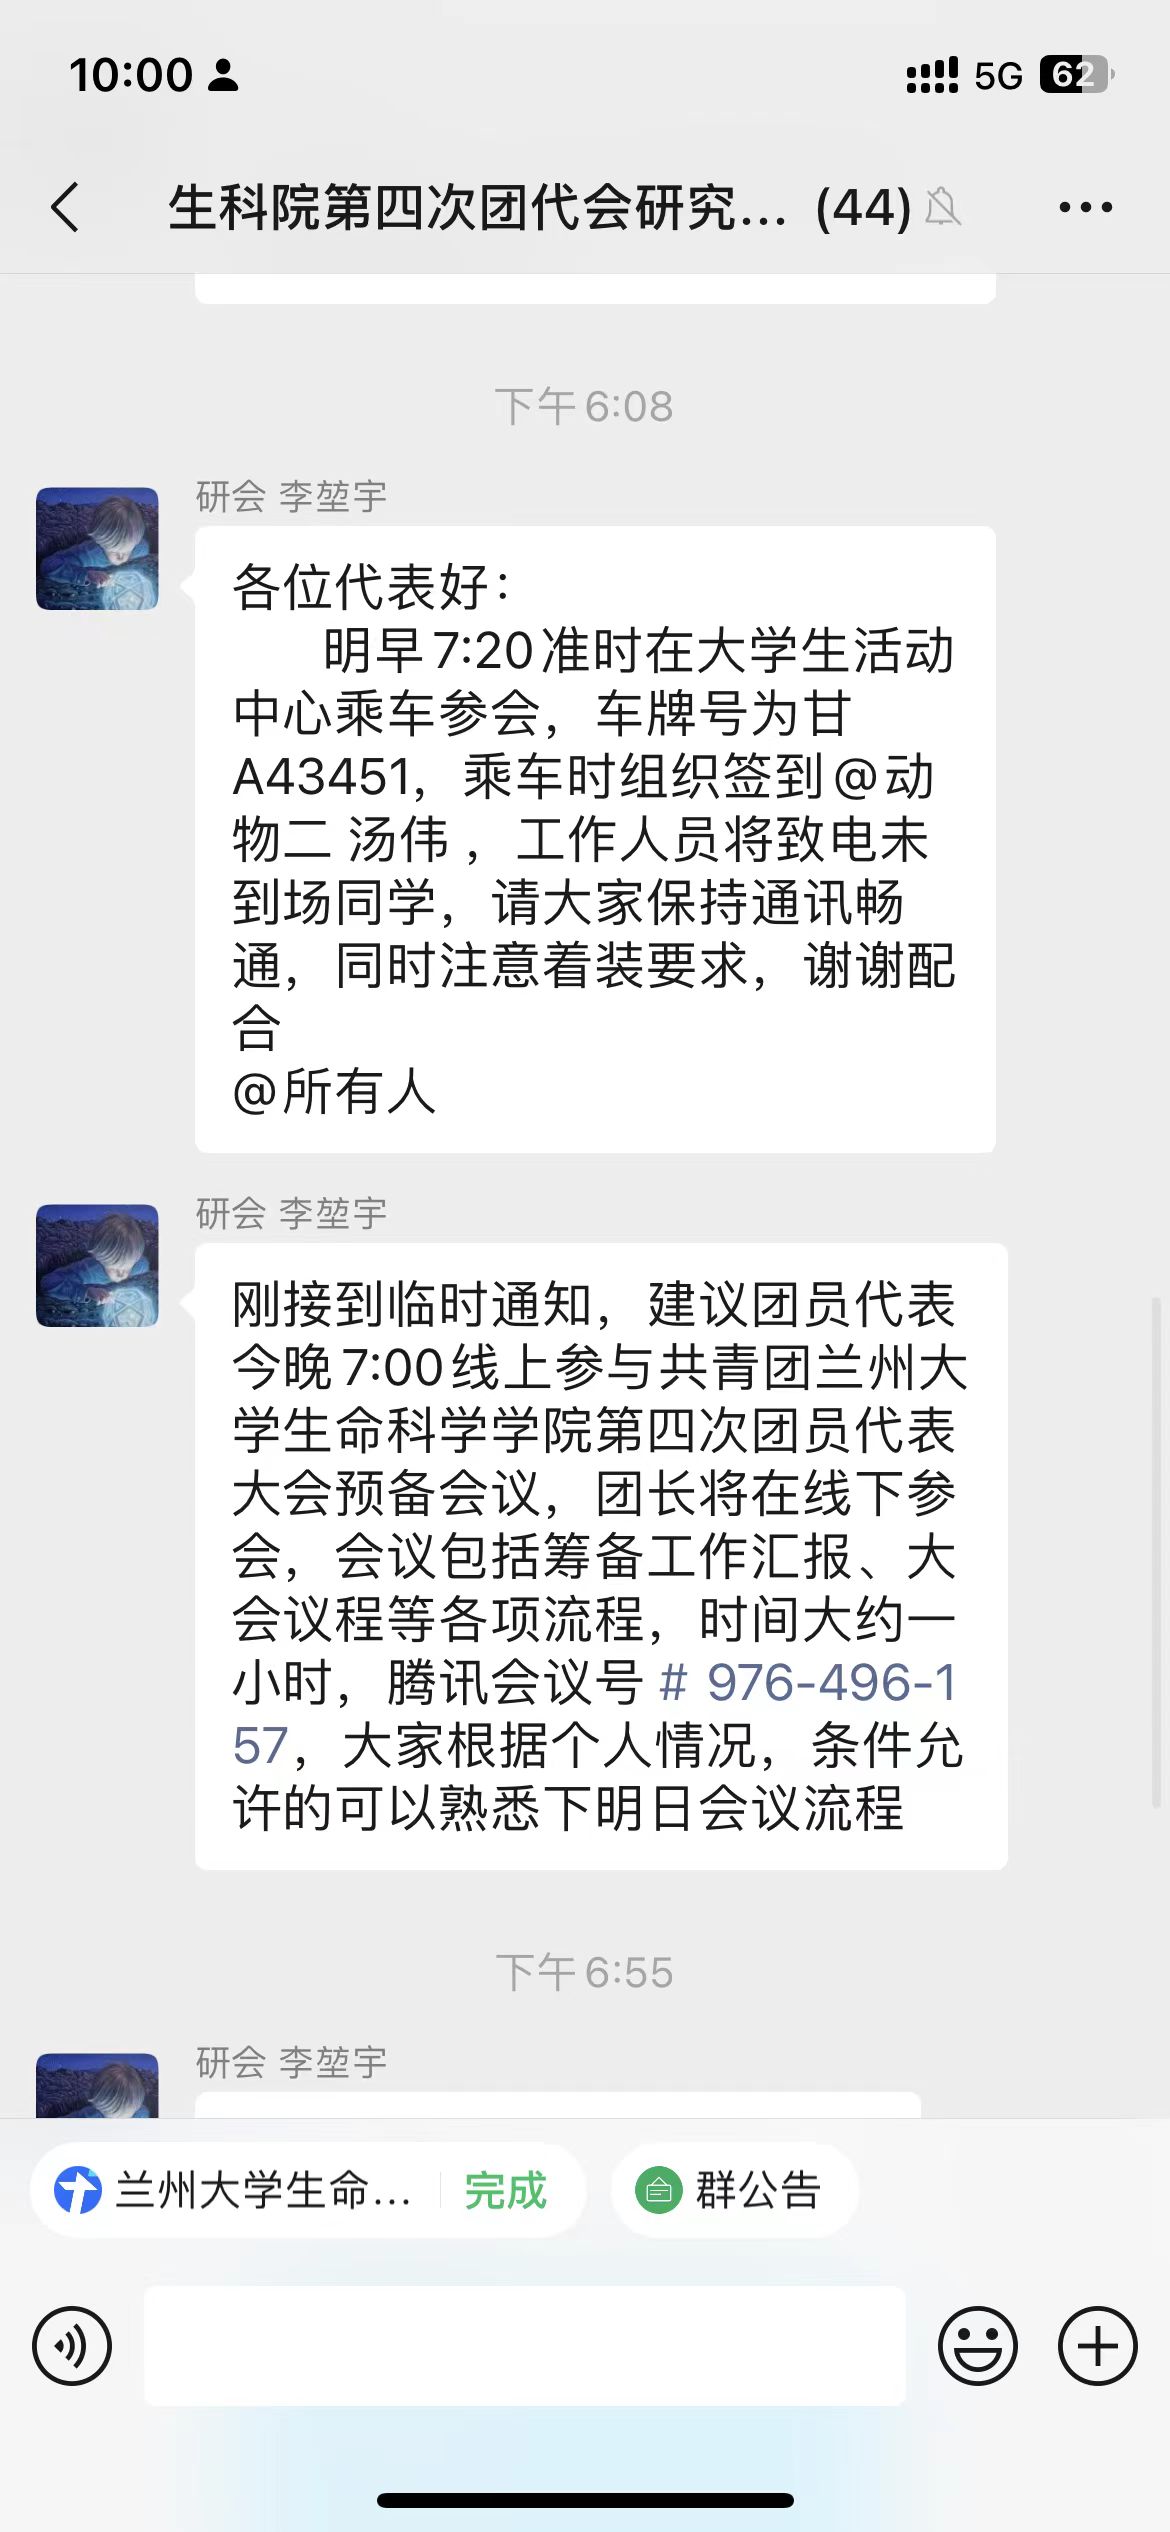 10:00
5G 62
生科院第四次团代会研究... (44)
下午6:08
研会 李堃宇
各位代表好：
明早7:20准时在大学生活动
中心乘车参会，车牌号为甘
A43451，乘车时组织签到@动
物二 汤伟 ，工作人员将致电未
到场同学，请大家保持通讯畅
通，同时注意着装要求，谢谢配
合
@所有人
研会 李堃宇
刚接到临时通知，建议团员代表
今晚7:00线上参与共青团兰州大
学生命科学学院第四次团员代表
大会预备会议，团长将在线下参
会，会议包括筹备工作汇报、大
会议程等各项流程，时间大约一
小时，腾讯会议号# 976-496-1
57，大家根据个人情况，条件允
许的可以熟悉下明日会议流程
下午6:55
研会 李堃宇
兰州大学生命... 完成 群公告